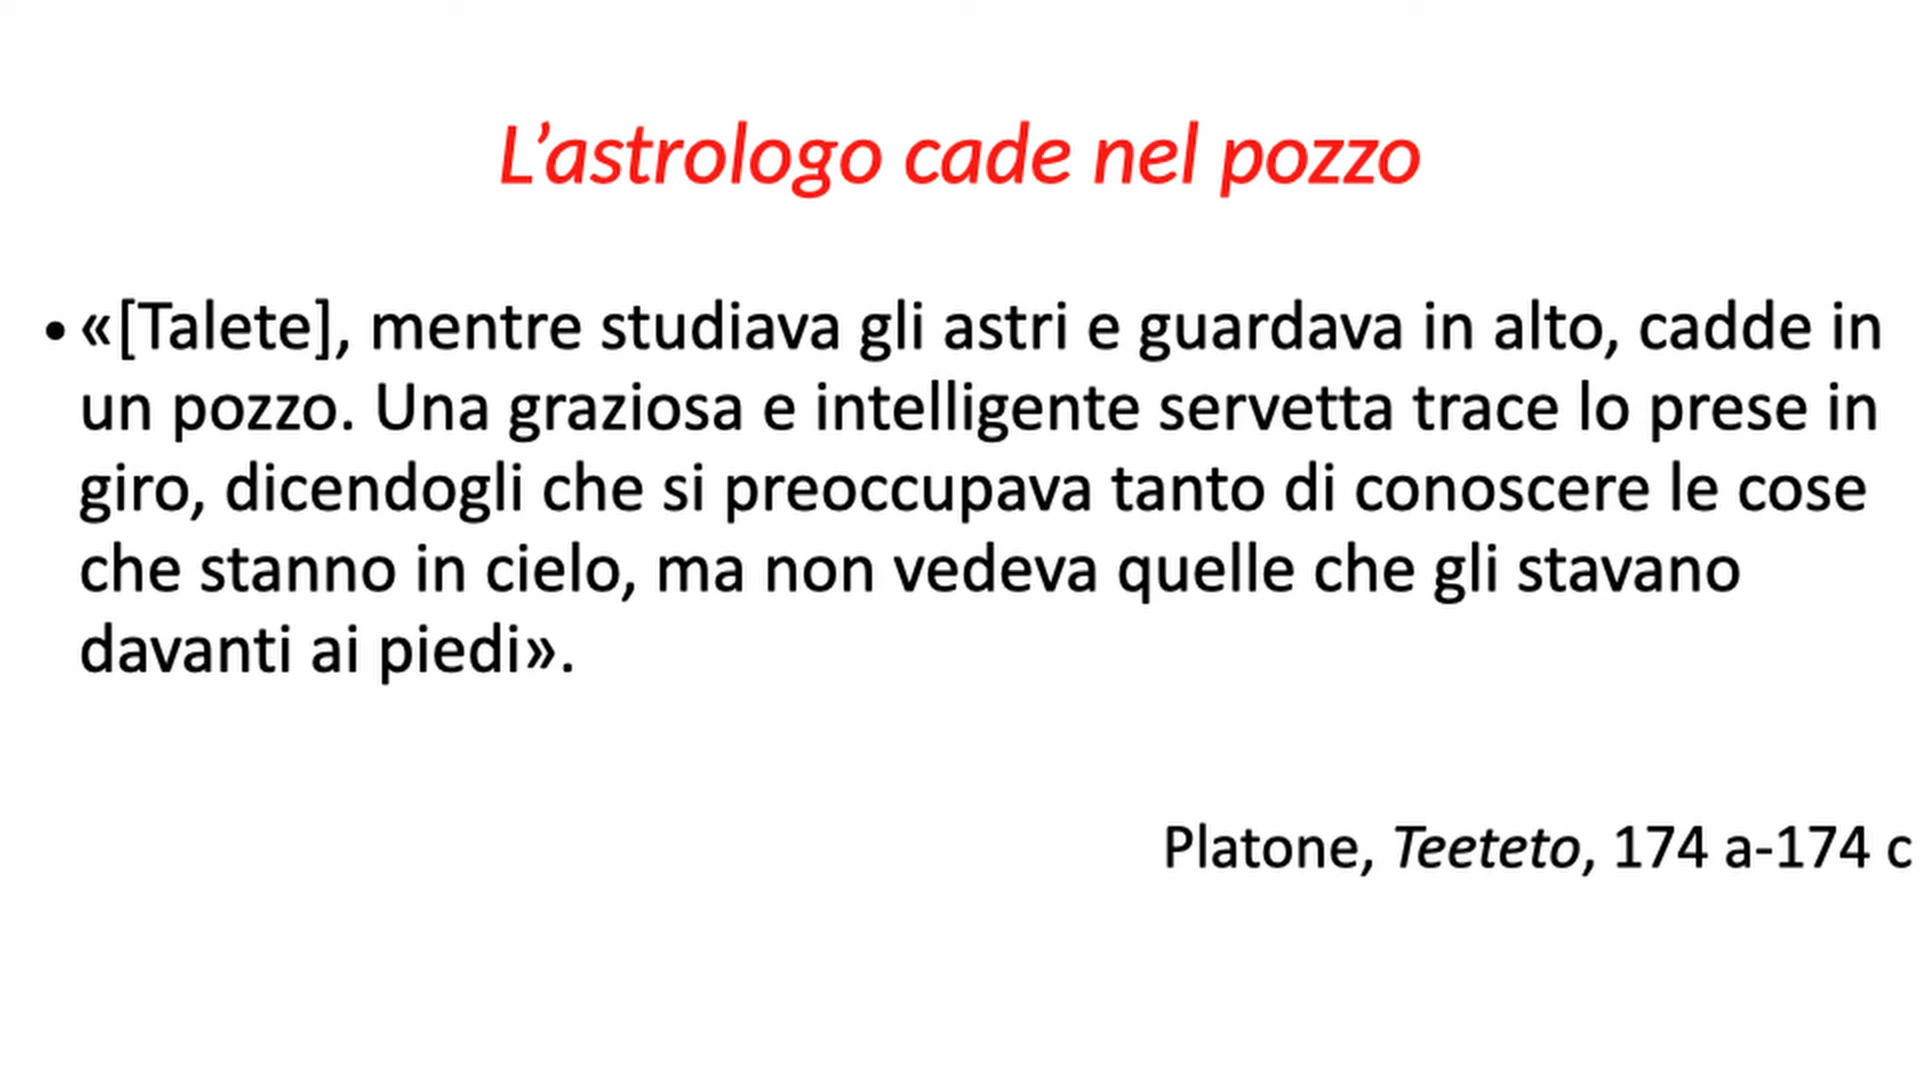 L’astrologo cade nel pozzo
• «[Talete], mentre studiava gli astri e guardava in alto, cadde in
un pozzo. Una graziosa e intelligente servetta trace lo prese in
giro, dicendogli che si preoccupava tanto di conoscere le cose
che stanno in cielo, ma non vedeva quelle che gli stavano
davanti ai piedi».
Platone, Teeteto, 174 a-174 c